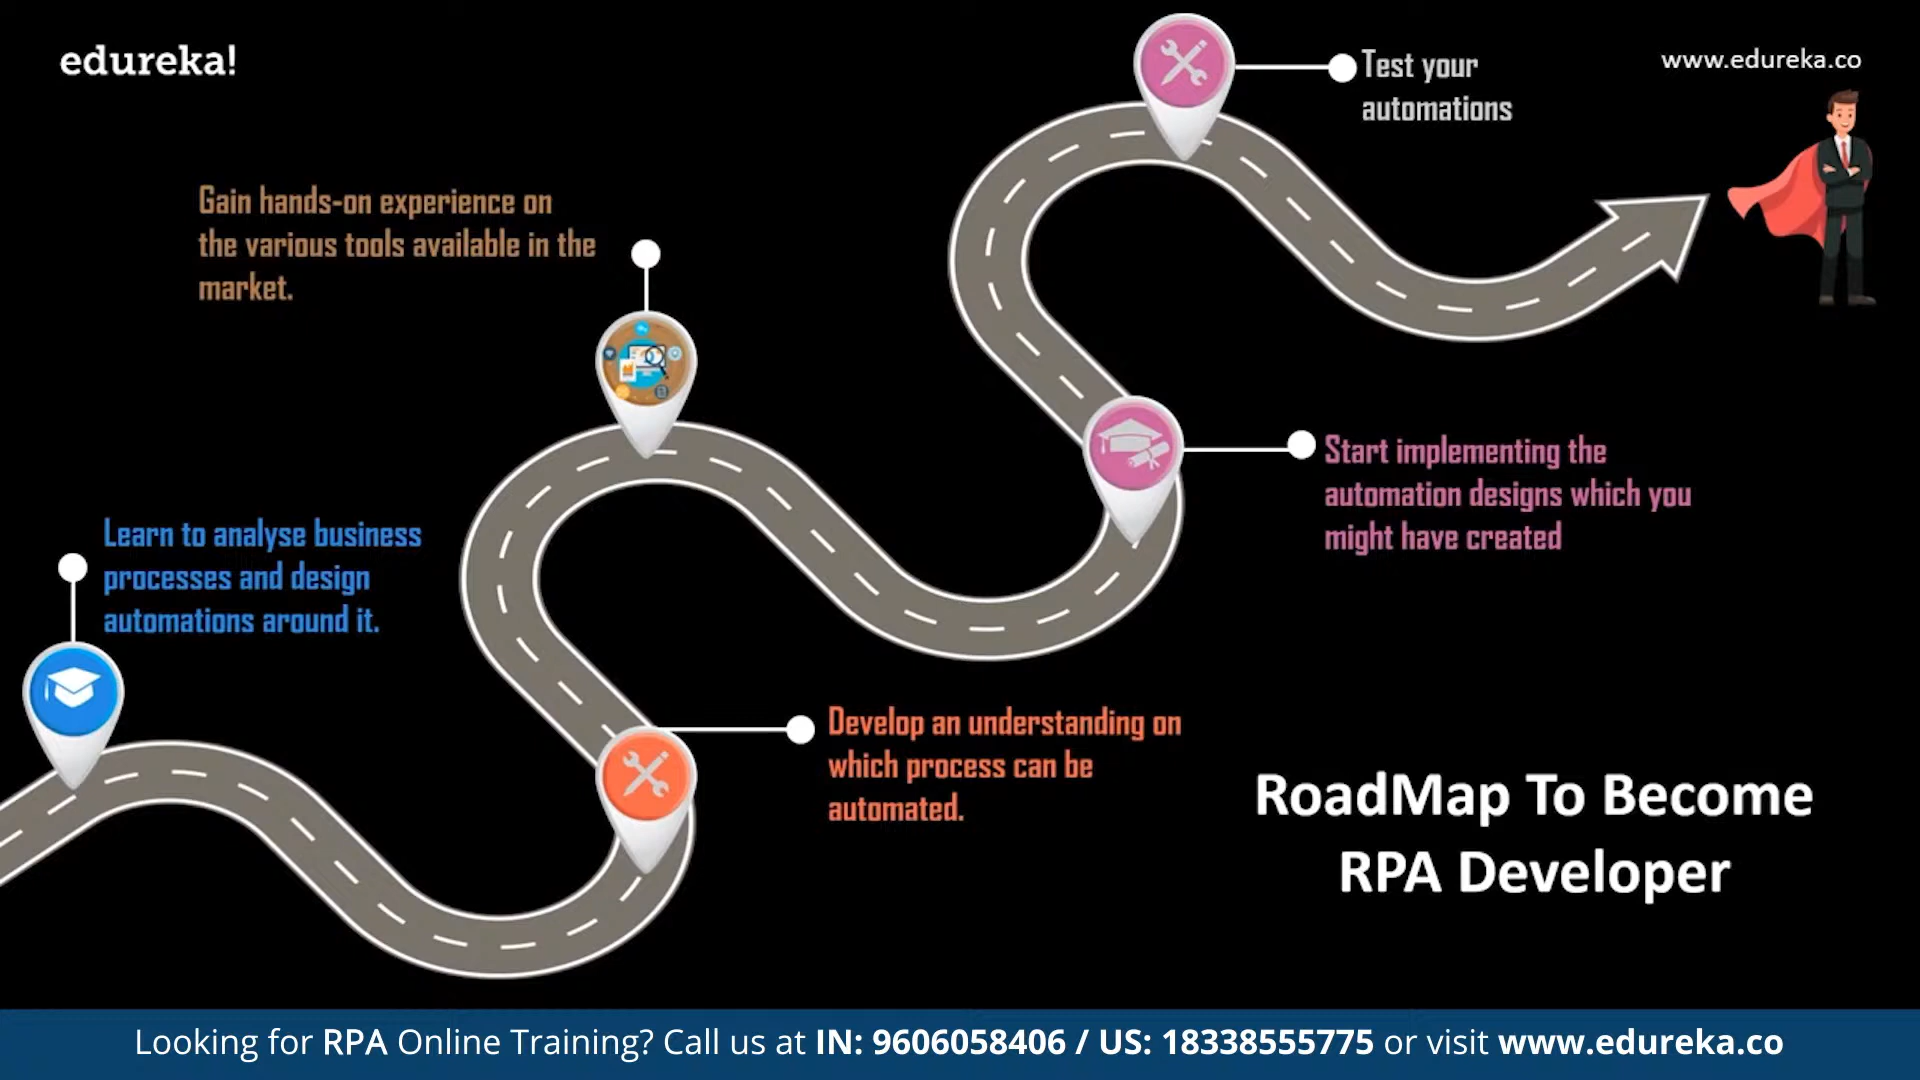 edureka!
www.edureka.co
Test your
automations
Gain hands-on experience on
the various tools available in the
market.
Start implementing the
automation designs which you
might have created
Learn to analyse business
processes and design
automations around it.
Develop an understanding on
which process can be
automated.
RoadMap To Become
RPA Developer
Looking for RPA Online Training? Call us at IN: 9606058406 / US: 18338555775 or visit www.edureka.co